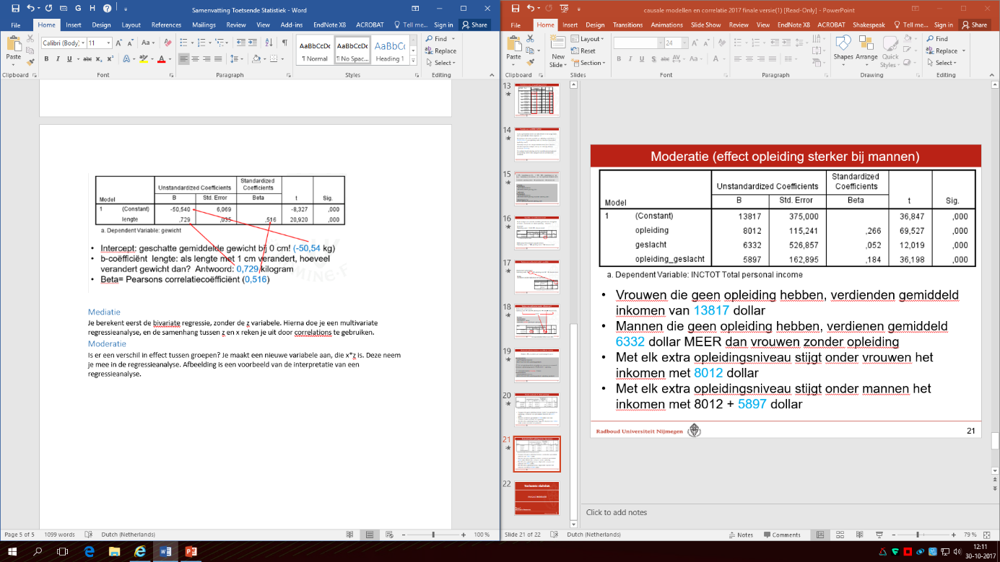 Samenvatting Toetsende Statistiek - Word
Sign in
Share
File Home Insert Design Layout References Mailings Review View Add-ins EndNote X8 ACROBAT Tell me...
Calibri (Body) 11
Paste
B I U abc x₂ x²
AaBbCcDc AaBbCcDc AaBbCc
¶ Normal ¶ No Spac... Heading 1
Find
Replace
Select
Clipboard Font Paragraph Styles Editing
Model
Unstandardized Coefficients
Standardized Coefficients
B Std. Error Beta t Sig.
1 (Constant) -50,540 6,069 -8,327 ,000
lengte ,729 ,035 ,516 20,920 ,000
a. Dependent Variable: gewicht
• Intercept: geschatte gemiddelde gewicht bij 0 cm! (-50,54 kg)
• b-coëfficiënt lengte: als lengte met 1 cm verandert, hoeveel
verandert gewicht dan? Antwoord: 0,729 kilogram
• Beta= Pearsons correlatiecoëfficiënt (0,516)
Mediatie
Je berekent eerst de bivariate regressie, zonder de z variabele. Hierna doe je een multivariate
regressieanalyse, en de samenhang tussen z en x reken je uit door correlations te gebruiken.
Moderatie
Is er een verschil in effect tussen groepen? Je maakt een nieuwe variabele aan, die x*z is. Deze neem
je mee in de regressieanalyse. Afbeelding is een voorbeeld van de interpretatie van een
regressieanalyse.
Page 5 of 5 1099 words Dutch (Netherlands) 100 %
causale modellen en correlatie 2017 finale versie(1) [Read-Only] - PowerPoint
File Home Insert Design Transitions Animations Slide Show Review View EndNote X8 ACROBAT Shakespeak Tell me... Sign in Share
Paste
New Slide
Layout
Reset
Section
24
Shapes Arrange Quick Styles
Find
Replace
Select
Clipboard Slides Font Paragraph Drawing Editing
13
14
15
16
17
18
19
20
21
22
Moderatie (effect opleiding sterker bij mannen)
Model
Unstandardized Coefficients
Standardized Coefficients
B Std. Error Beta t Sig.
1 (Constant) 13817 375,000 36,847 ,000
opleiding 8012 115,241 ,266 69,527 ,000
geslacht 6332 526,857 ,052 12,019 ,000
opleiding_geslacht 5897 162,895 ,184 36,198 ,000
a. Dependent Variable: INCTOT Total personal income
• Vrouwen die geen opleiding hebben, verdienden gemiddeld
inkomen van 13817 dollar
• Mannen die geen opleiding hebben, verdienen gemiddeld
6332 dollar MEER dan vrouwen zonder opleiding
• Met elk extra opleidingsniveau stijgt onder vrouwen het
inkomen met 8012 dollar
• Met elk extra opleidingsniveau stijgt onder mannen het
inkomen met 8012 + 5897 dollar
Radboud Universiteit Nijmegen
21
Click to add notes
Slide 21 of 22 Dutch (Netherlands) Notes Comments 79 %
12:11
30-10-2017